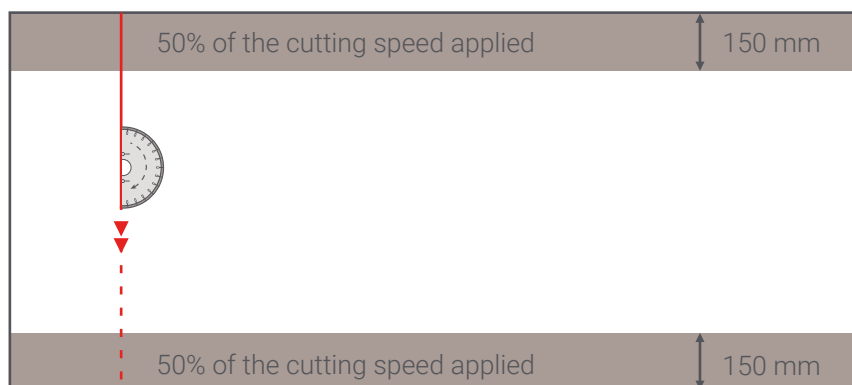 50% of the cutting speed applied 150 mm
50% of the cutting speed applied 150 mm